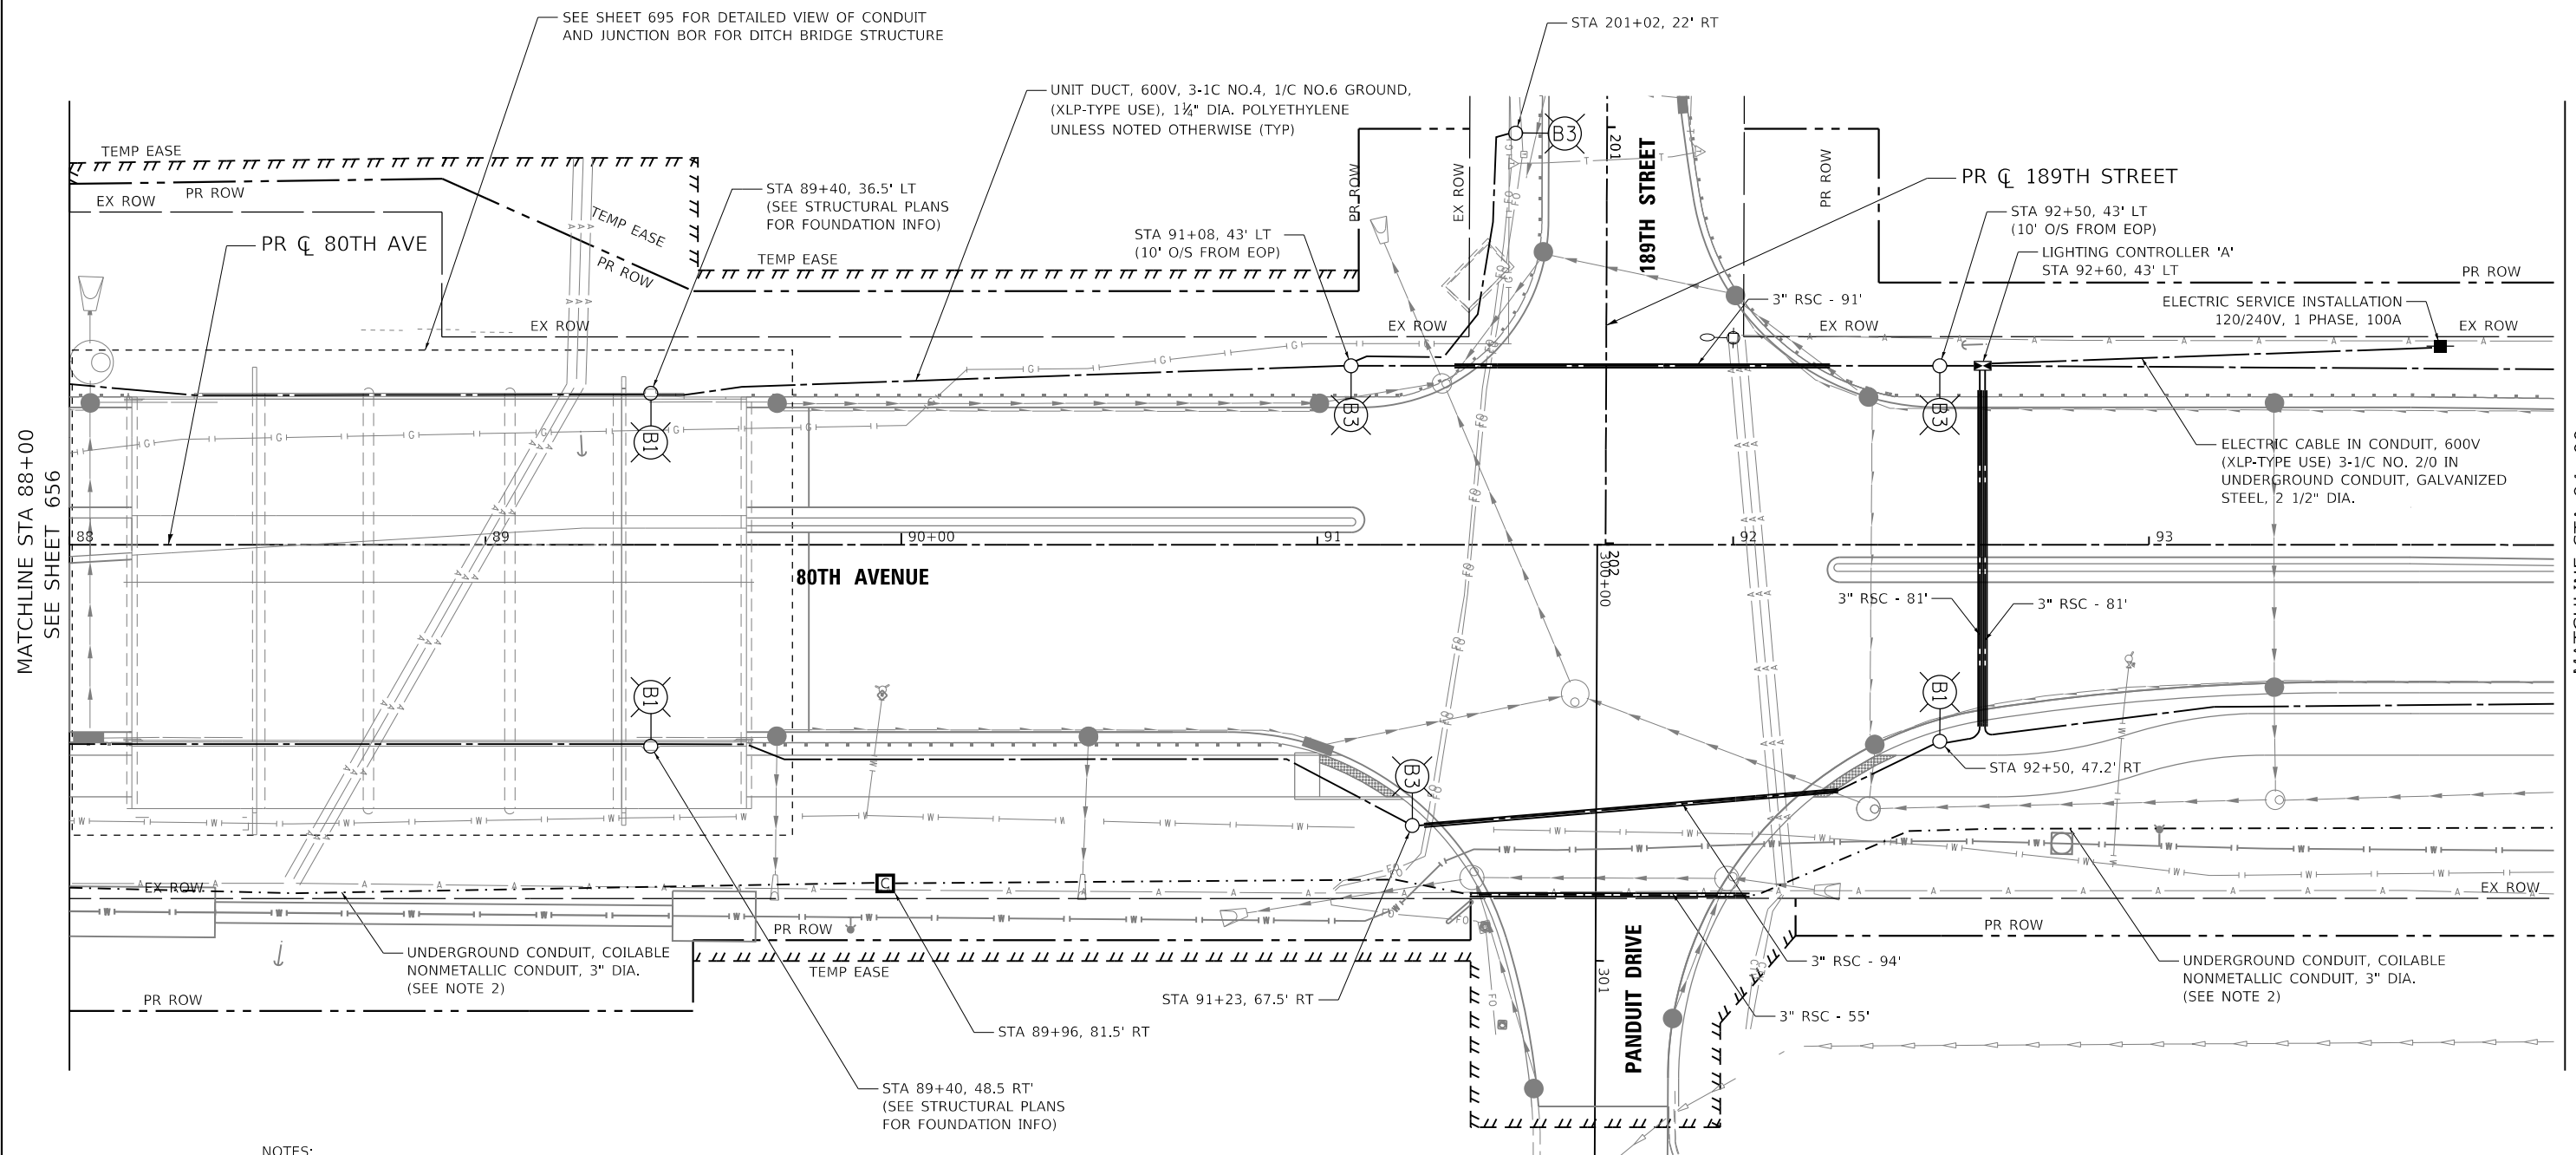 SEE SHEET 695 FOR DETAILED VIEW OF CONDUIT
AND JUNCTION BOR FOR DITCH BRIDGE STRUCTURE
STA 201+02, 22' RT
UNIT DUCT, 600V, 3-1C NO.4, 1/C NO.6 GROUND,
(XLP-TYPE USE), 1¼" DIA. POLYETHYLENE
UNLESS NOTED OTHERWISE (TYP)
TEMP EASE
PR ROW
EX ROW
STA 89+40, 36.5' LT
(SEE STRUCTURAL PLANS
FOR FOUNDATION INFO)
TEMP EASE
PR ROW
TEMP EASE
PR ℄ 80TH AVE
STA 91+08, 43' LT
(10' O/S FROM EOP)
PR ROW
EX ROW
B3
201
189TH STREET
PR ROW
PR ℄ 189TH STREET
STA 92+50, 43' LT
(10' O/S FROM EOP)
LIGHTING CONTROLLER 'A'
STA 92+60, 43' LT
PR ROW
3" RSC - 91'
ELECTRIC SERVICE INSTALLATION
120/240V, 1 PHASE, 100A
EX ROW
EX ROW
EX ROW
EX ROW
B1
B3
B3
ELECTRIC CABLE IN CONDUIT, 600V
(XLP-TYPE USE) 3-1/C NO. 2/0 IN
UNDERGROUND CONDUIT, GALVANIZED
STEEL, 2 1/2" DIA.
MATCHLINE STA 88+00
SEE SHEET 656
88
89
90+00
91
92
93
202
300+00
80TH AVENUE
3" RSC - 81'
3" RSC - 81'
B1
B3
B1
STA 92+50, 47.2' RT
EX ROW
C
EX ROW
PR ROW
PR ROW
UNDERGROUND CONDUIT, COILABLE
NONMETALLIC CONDUIT, 3" DIA.
(SEE NOTE 2)
TEMP EASE
PR ROW
STA 91+23, 67.5' RT
301
PANDUIT DRIVE
3" RSC - 94'
3" RSC - 55'
UNDERGROUND CONDUIT, COILABLE
NONMETALLIC CONDUIT, 3" DIA.
(SEE NOTE 2)
STA 89+96, 81.5' RT
STA 89+40, 48.5 RT'
(SEE STRUCTURAL PLANS
FOR FOUNDATION INFO)
NOTES: